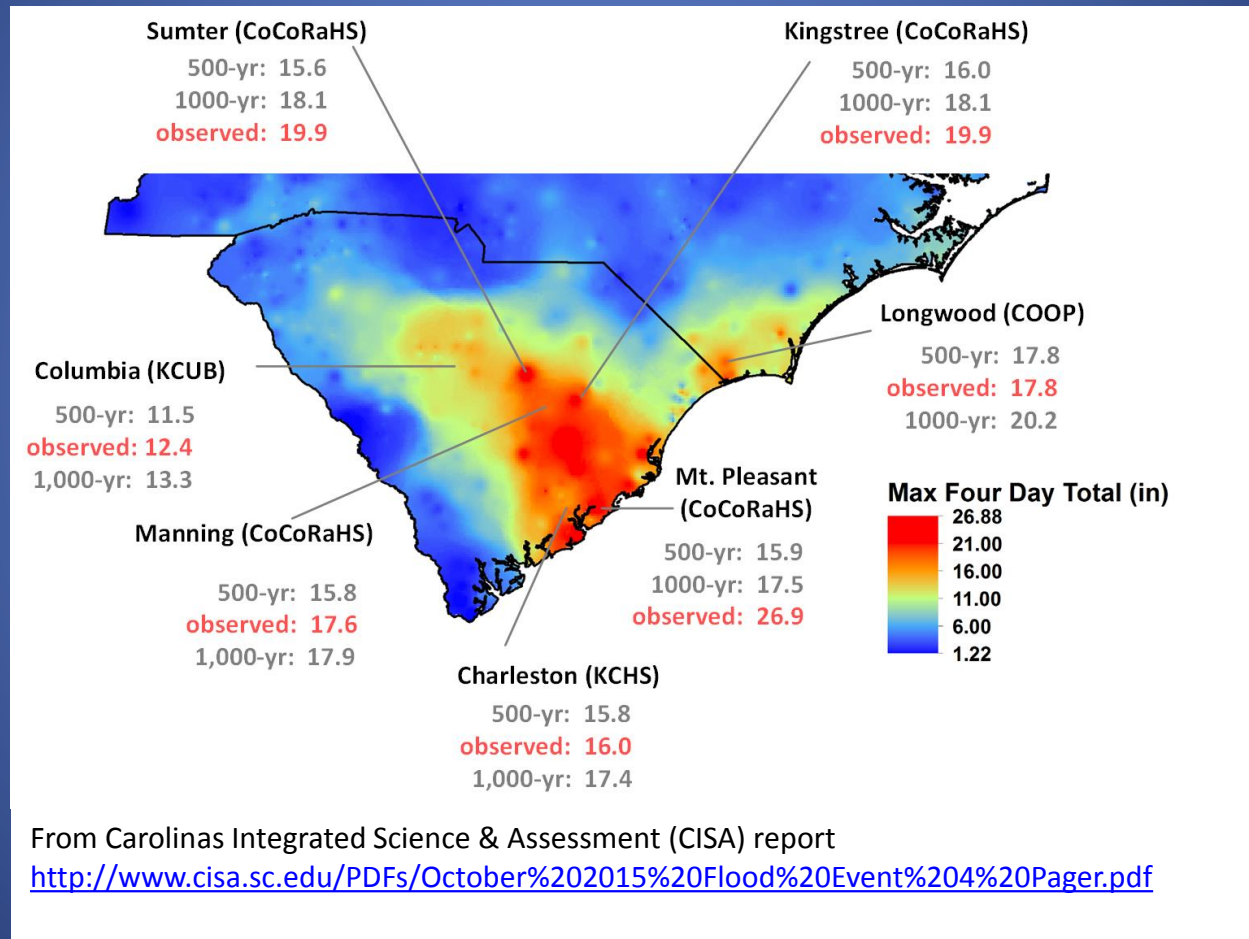 Sumter (CoCoRaHS)
500-yr: 15.6
1000-yr: 18.1
observed: 19.9
Kingstree (CoCoRaHS)
500-yr: 16.0
1000-yr: 18.1
observed: 19.9
Longwood (COOP)
500-yr: 17.8
observed: 17.8
1000-yr: 20.2
Columbia (KCUB)
500-yr: 11.5
observed: 12.4
1,000-yr: 13.3
Manning (CoCoRaHS)
500-yr: 15.8
observed: 17.6
1,000-yr: 17.9
Mt. Pleasant
(CoCoRaHS)
500-yr: 15.9
1000-yr: 17.5
observed: 26.9
Charleston (KCHS)
500-yr: 15.8
observed: 16.0
1,000-yr: 17.4
Max Four Day Total (in)
26.88
21.00
16.00
11.00
6.00
1.22
From Carolinas Integrated Science & Assessment (CISA) report
http://www.cisa.sc.edu/PDFs/October%202015%20Flood%20Event%204%20Pager.pdf